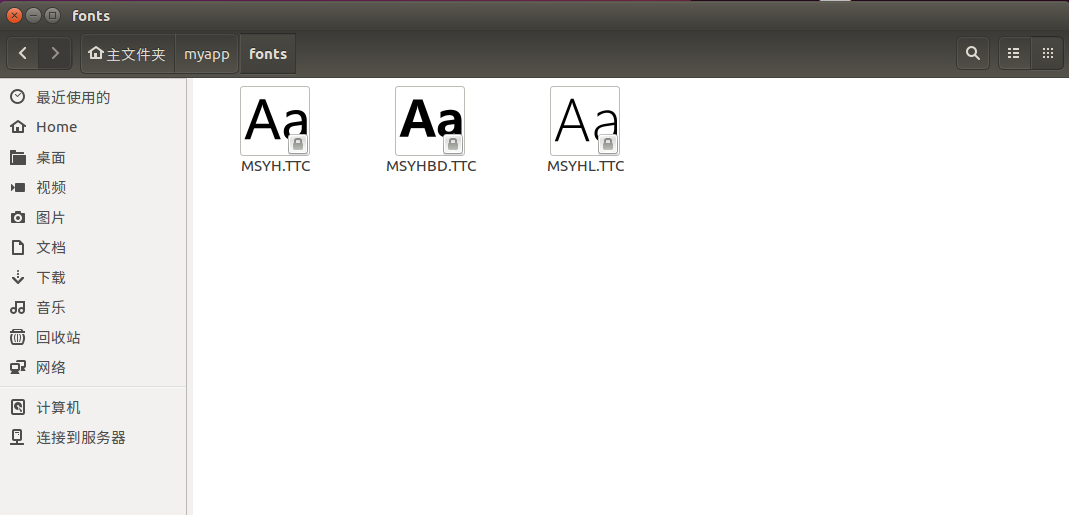 fonts
主文件夹 myapp fonts
最近使用的
Home
桌面
视频
图片
文档
下载
音乐
回收站
网络
计算机
连接到服务器
Aa Aa Aa
MSYH.TTC MSYHBD.TTC MSYHL.TTC